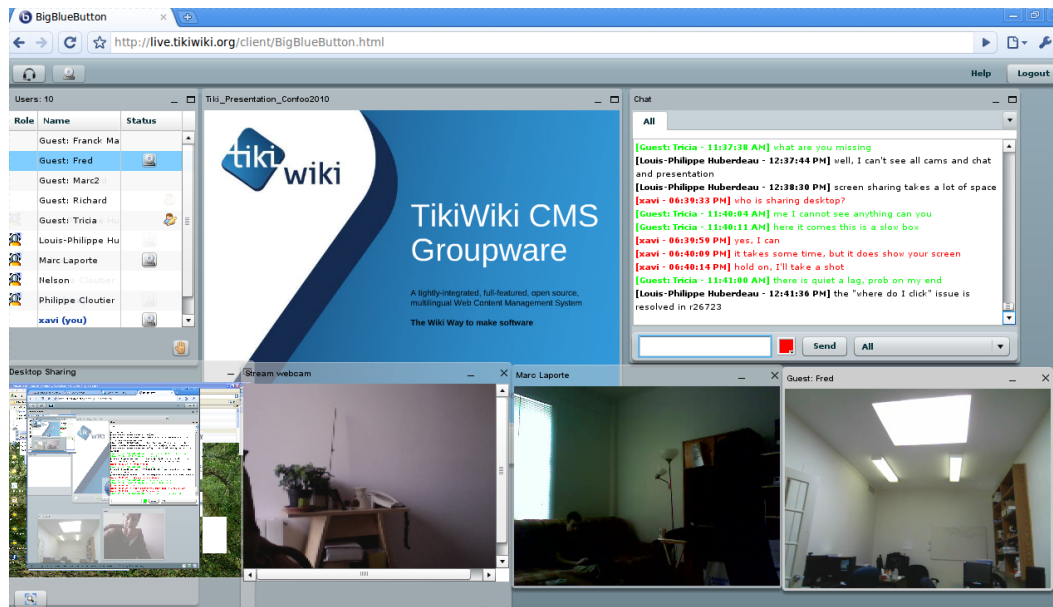 BigBlueButton
http://live.tikiwiki.org/client/BigBlueButton.html
Help Logout
Users: 10
Role Name Status
Guest: Franck Ma
Guest: Fred
Guest: Marc2
Guest: Richard
Guest: Tricia
Louis-Philippe Hu
Marc Laporte
Nelson
Philippe Cloutier
xavi (you)
Tiki_Presentation_Confoo2010
tiki
wiki
TikiWiki CMS
Groupware
A tightly-integrated, full-featured, open source,
multilingual Web Content Management System
The Wiki Way to make software
Chat
All
[Guest: Tricia - 11:37:38 AM] what are you missing
[Louis-Philippe Huberdeau - 12:37:44 PM] well, I can't see all cams and chat
and presentation
[Louis-Philippe Huberdeau - 12:38:30 PM] screen sharing takes a lot of space
[xavi - 06:39:33 PM] who is sharing desktop?
[Guest: Tricia - 11:40:04 AM] me I cannot see anything can you
[Guest: Tricia - 11:40:11 AM] here it comes this is a slow box
[xavi - 06:39:59 PM] yes, I can
[xavi - 06:40:09 PM] it takes some time, but it does show your screen
[xavi - 06:40:14 PM] hold on, I'll take a shot
[Guest: Tricia - 11:41:00 AM] there is quiet a lag, prob on my end
[Louis-Philippe Huberdeau - 12:41:36 PM] the "where do I click" issue is
resolved in r26723
Send All
Desktop Sharing
Stream webcam
Marc Laporte
Guest: Fred